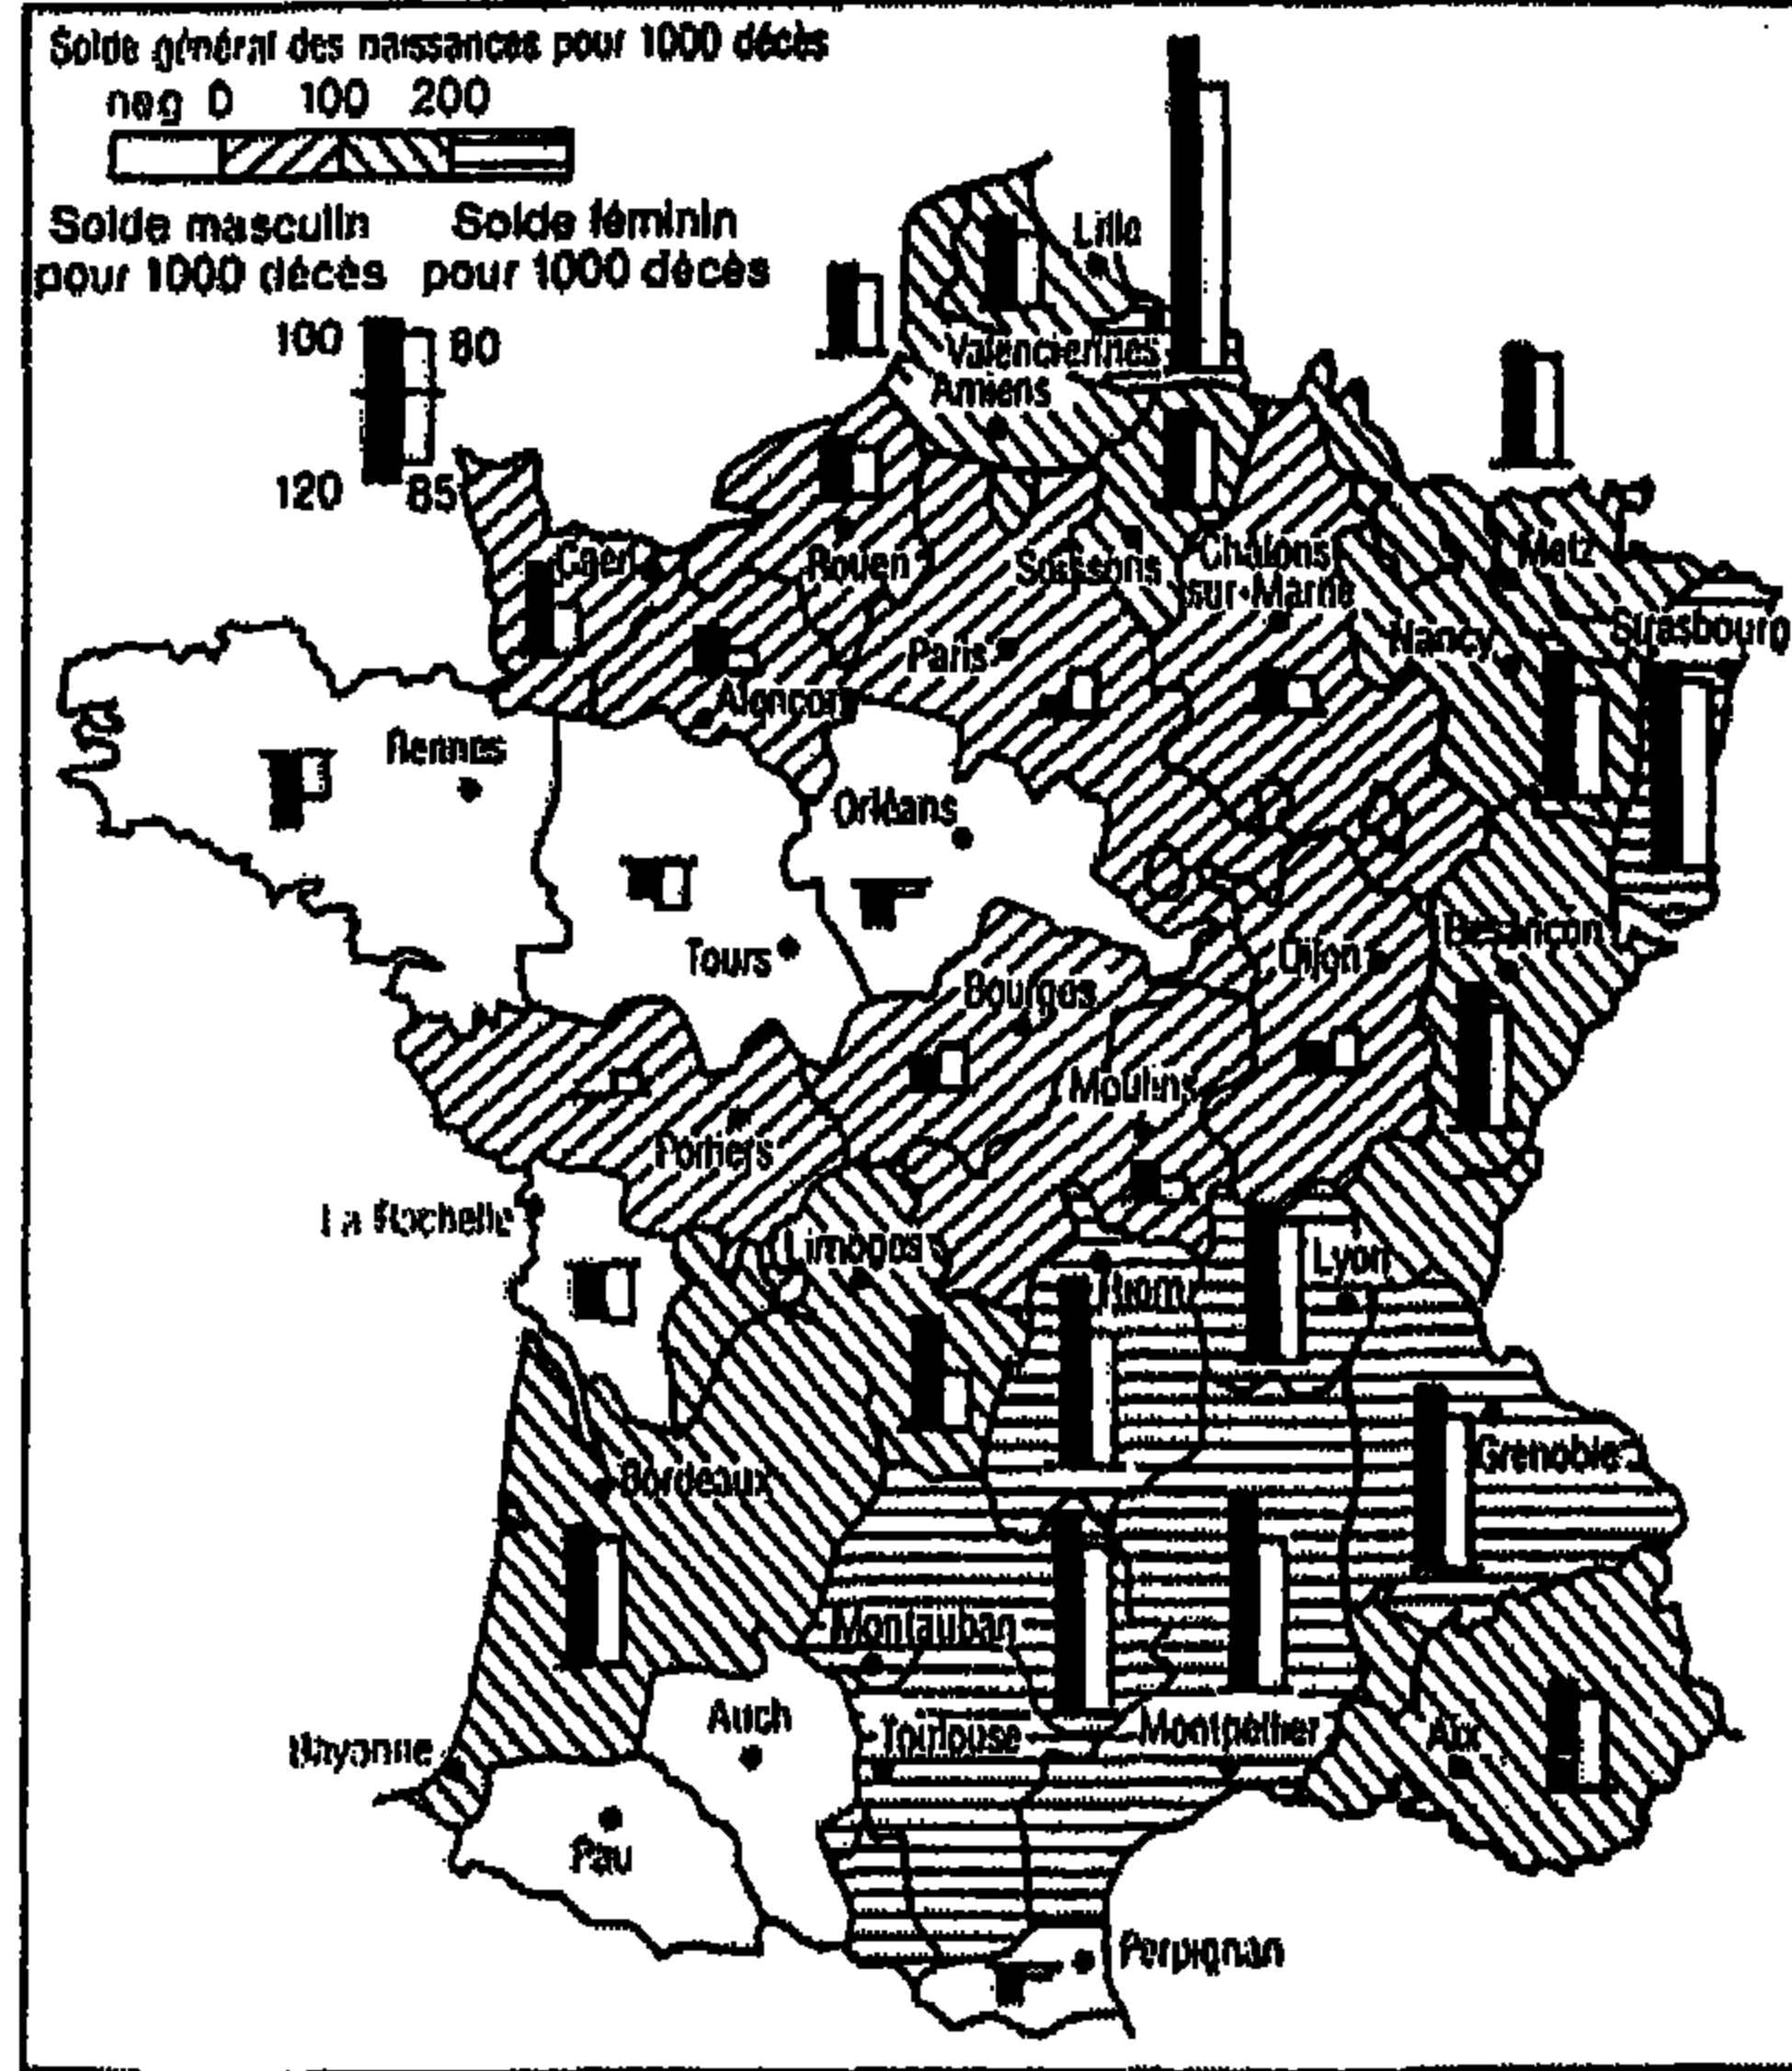 Solde général des naissances pour 1000 décès
neg 0 100 200
Solde masculin Solde féminin
pour 1000 décès pour 1000 décès
100 80
120 85
Lille
Valenciennes
Amiens
Caen
Rouen
Soissons
Chalons
sur-Marne
Metz
Nancy
Strasbourg
Paris
Alençon
Rennes
Orléans
Tours
Bourges
Dijon
Besancon
Moulins
Poitiers
La Rochelle
Limoges
Riom
Lyon
Grenoble
Bordeaux
Montauban
Auch
Toulouse
Montpellier
Aix
Bayonne
Pau
Perpignan